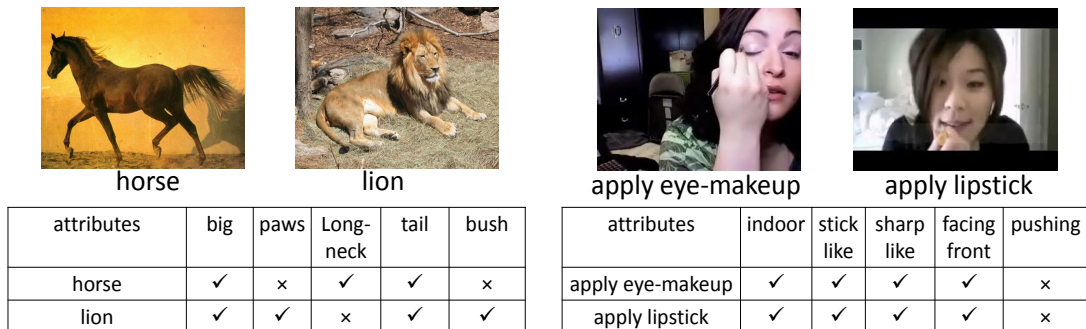 horse
lion
apply eye-makeup
apply lipstick
attributes big paws Long-neck tail bush
horse ✓ × ✓ ✓ ×
lion ✓ ✓ × ✓ ✓
attributes indoor stick like sharp like facing front pushing
apply eye-makeup ✓ ✓ ✓ ✓ ×
apply lipstick ✓ ✓ ✓ ✓ ×